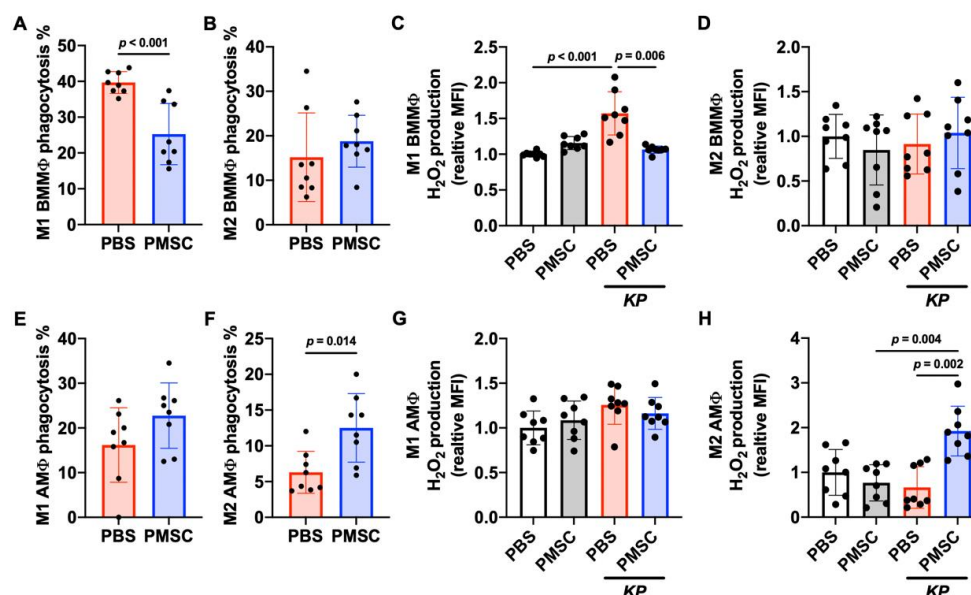 A
M1 BMMΦ phagocytosis %
50
40
30
20
10
0
p < 0.001
PBS
PMSC
B
M2 BMMΦ phagocytosis %
40
30
20
10
0
PBS
PMSC
C
M1 BMMΦ
H₂O₂ production
(realtive MFI)
2.5
2.0
1.5
1.0
0.5
0.0
p < 0.001
p = 0.006
PBS
PMSC
PBS
PMSC
KP
D
M2 BMMΦ
H₂O₂ production
(realtive MFI)
2.0
1.5
1.0
0.5
0.0
PBS
PMSC
PBS
PMSC
KP
E
M1 AMΦ phagocytosis %
40
30
20
10
0
PBS
PMSC
F
M2 AMΦ phagocytosis %
25
20
15
10
5
0
p = 0.014
PBS
PMSC
G
M1 AMΦ
H₂O₂ production
(realtive MFI)
2.0
1.5
1.0
0.5
0.0
PBS
PMSC
PBS
PMSC
KP
H
M2 AMΦ
H₂O₂ production
(realtive MFI)
4
3
2
1
0
p = 0.004
p = 0.002
PBS
PMSC
PBS
PMSC
KP